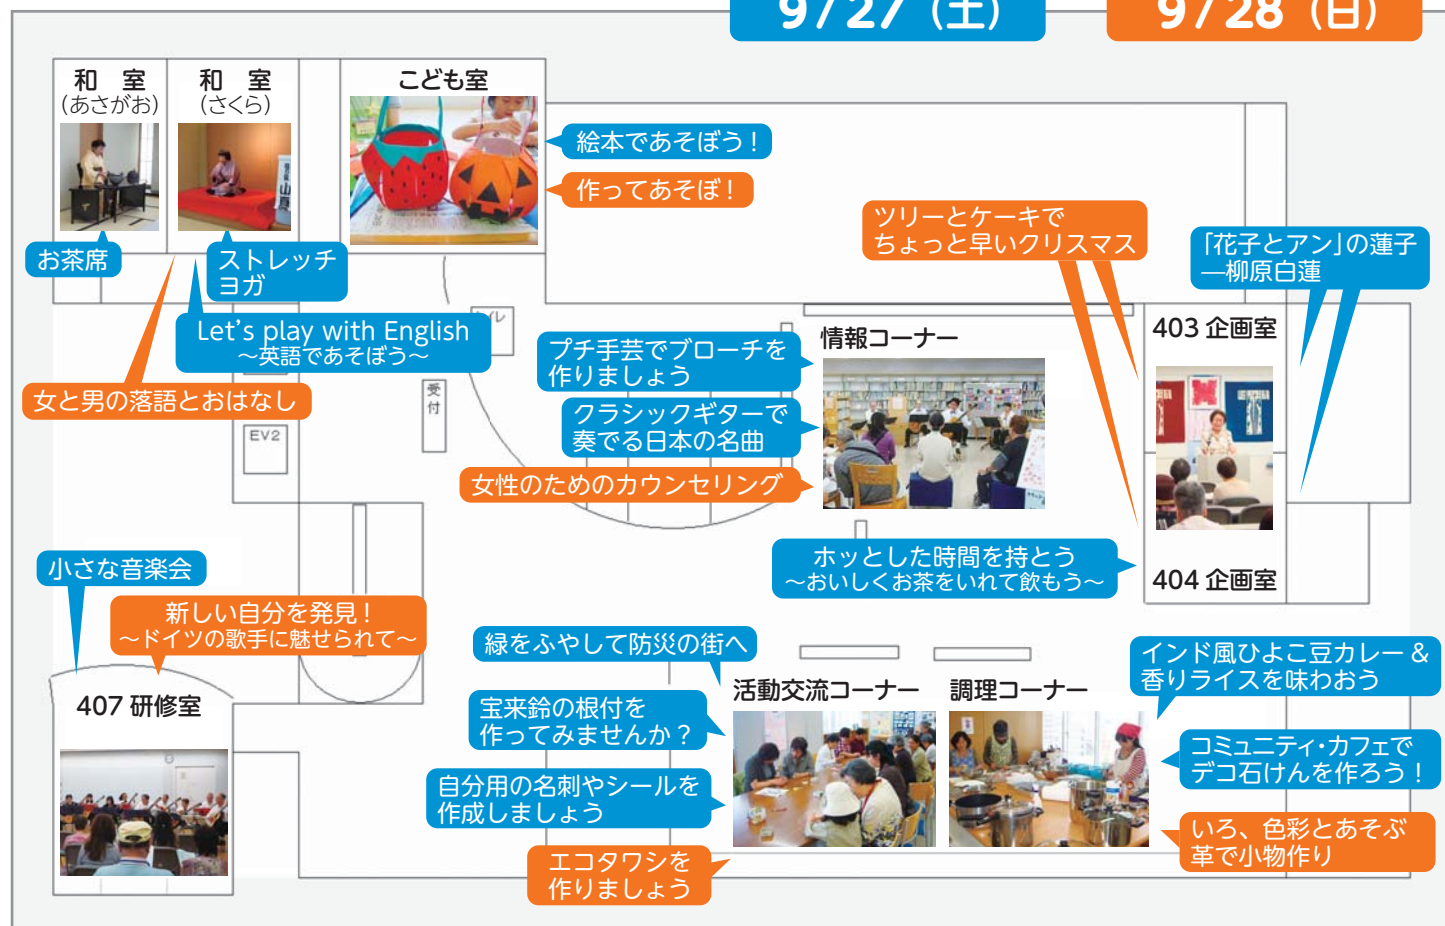 9/27（土）
9/28（日）
和　室
（あさがお）
和　室
（さくら）
こども室
絵本であそぼう！
作ってあそぼ！
お茶席
ストレッチ
ヨガ
Let's play with English
〜英語であそぼう〜
女と男の落語とおはなし
ツリーとケーキで
ちょっと早いクリスマス
「花子とアン」の蓮子
―柳原白蓮
403 企画室
404 企画室
情報コーナー
プチ手芸でブローチを
作りましょう
クラシックギターで
奏でる日本の名曲
女性のためのカウンセリング
受付
EV2
ホッとした時間を持とう
〜おいしくお茶をいれて飲もう〜
小さな音楽会
新しい自分を発見！
〜ドイツの歌手に魅せられて〜
407 研修室
緑をふやして防災の街へ
活動交流コーナー
調理コーナー
宝来鈴の根付を
作ってみませんか？
自分用の名刺やシールを
作成しましょう
エコタワシを
作りましょう
インド風ひよこ豆カレー &
香りライスを味わおう
コミュニティ・カフェで
デコ石けんを作ろう！
いろ、色彩とあそぶ
革で小物作り